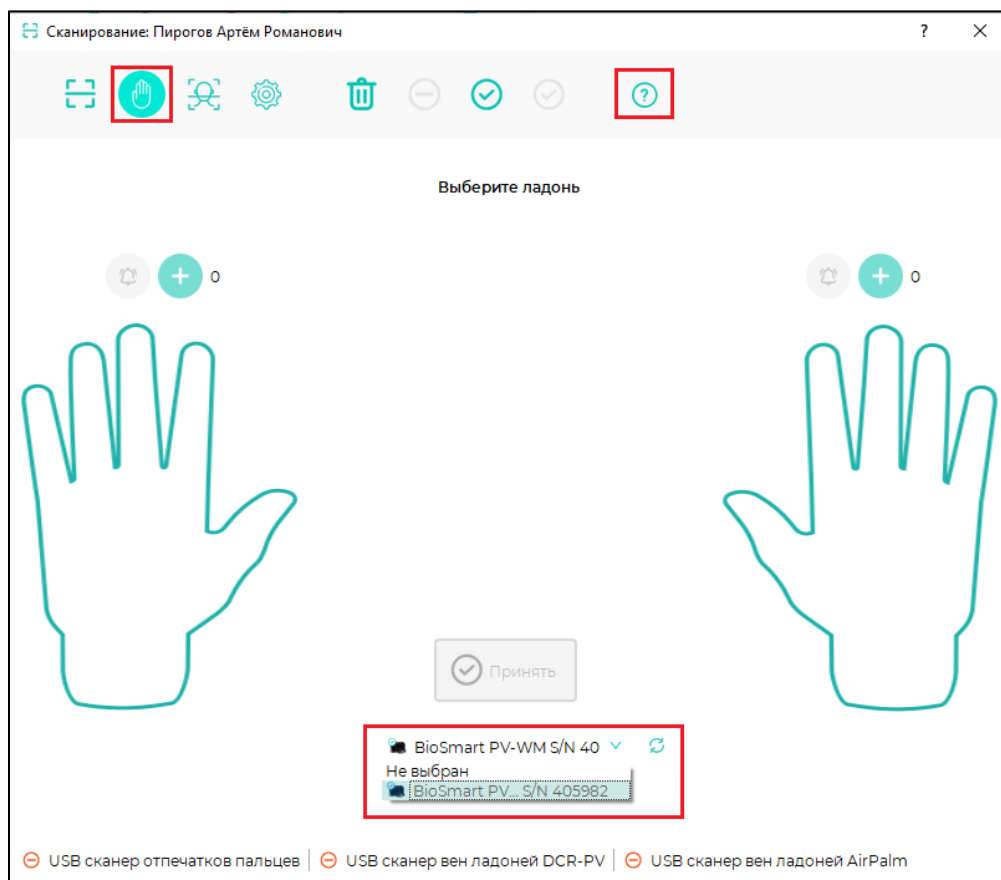 Сканирование: Пирогов Артём Романович
?
Выберите ладонь
0
0
Принять
BioSmart PV-WM S/N 40
Не выбран
BioSmart PV... S/N 405982
USB сканер отпечатков пальцев USB сканер вен ладоней DCR-PV USB сканер вен ладоней AirPalm